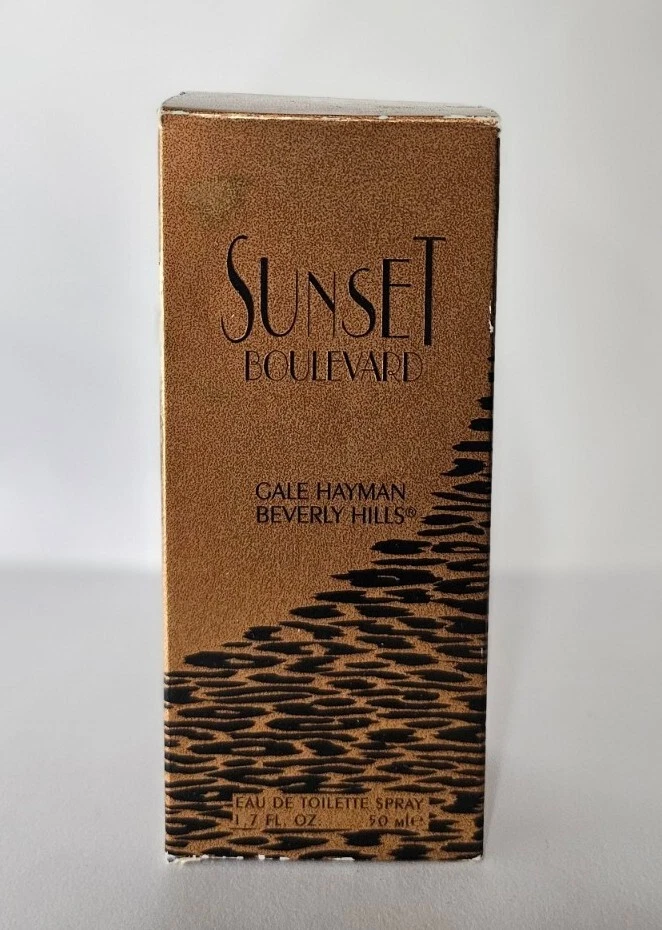 SUNSET
BOULEVARD
GALE HAYMAN
BEVERLY HILLS®
EAU DE TOILETTE SPRAY
1.7 FL. OZ. 50 ml℮